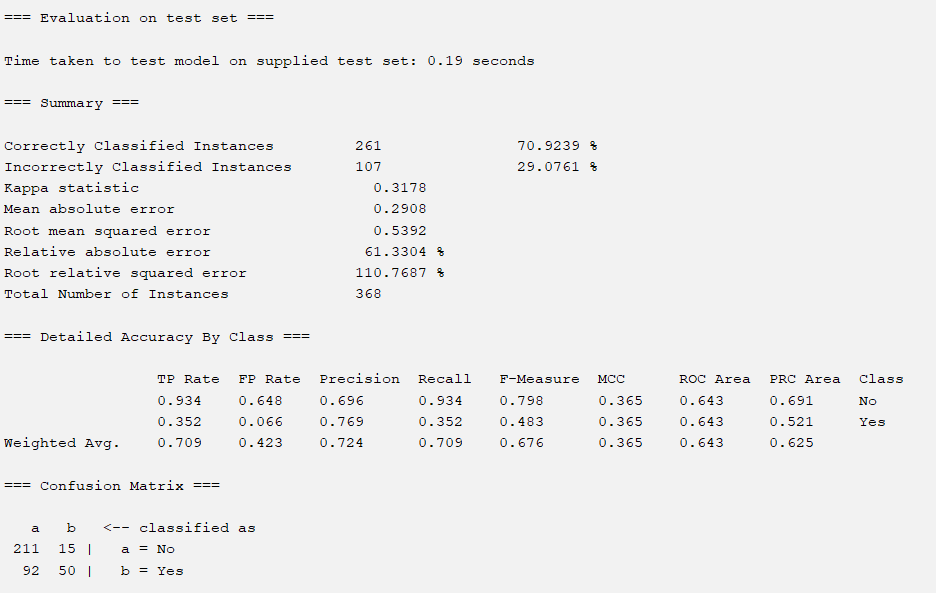 === Evaluation on test set ===
Time taken to test model on supplied test set: 0.19 seconds
=== Summary ===
Correctly Classified Instances         261               70.9239 %
Incorrectly Classified Instances       107               29.0761 %
Kappa statistic                          0.3178
Mean absolute error                      0.2908
Root mean squared error                  0.5392
Relative absolute error                 61.3304 %
Root relative squared error            110.7687 %
Total Number of Instances              368
=== Detailed Accuracy By Class ===
                 TP Rate  FP Rate  Precision  Recall   F-Measure  MCC      ROC Area  PRC Area  Class
                 0.934    0.648    0.696      0.934    0.798      0.365    0.643     0.691     No
                 0.352    0.066    0.769      0.352    0.483      0.365    0.643     0.521     Yes
Weighted Avg.    0.709    0.423    0.724      0.709    0.676      0.365    0.643     0.625
=== Confusion Matrix ===
   a   b   <-- classified as
 211  15 |   a = No
  92  50 |   b = Yes